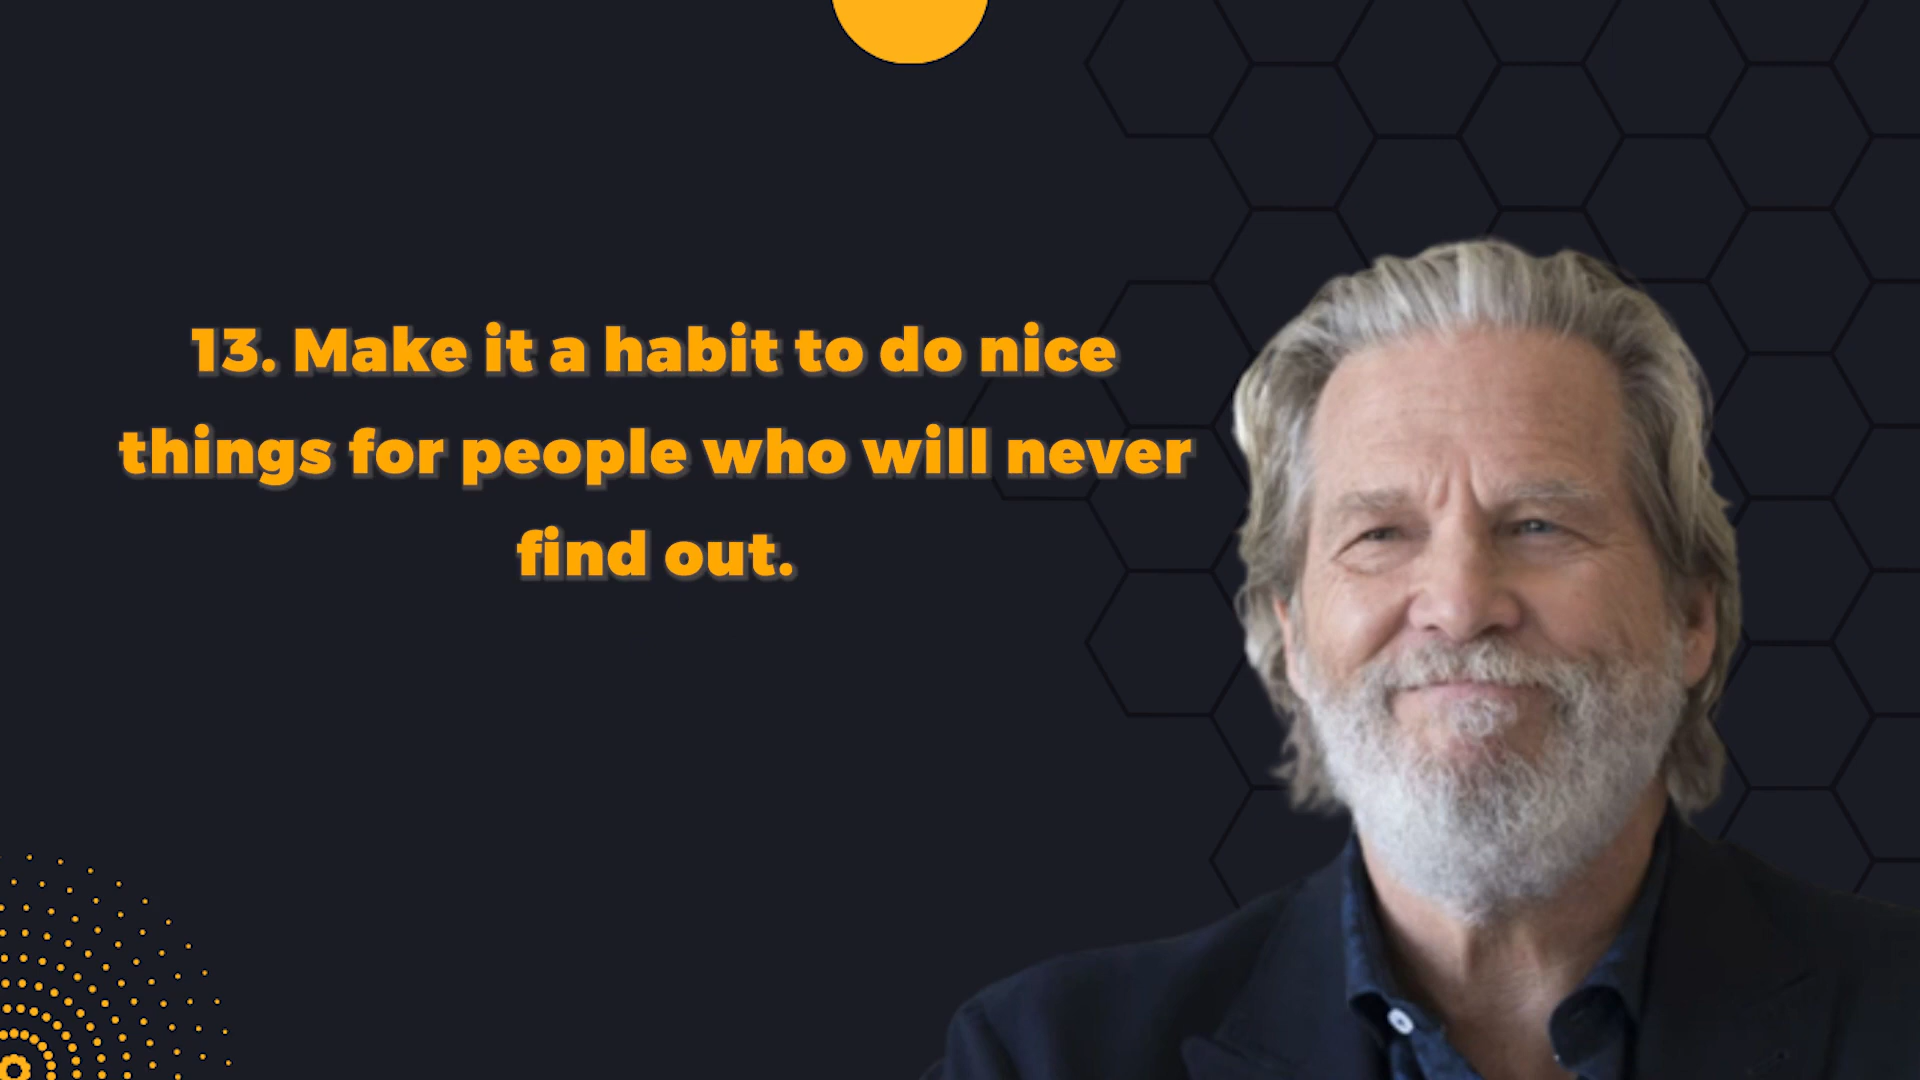 13. Make it a habit to do nice
things for people who will never
find out.